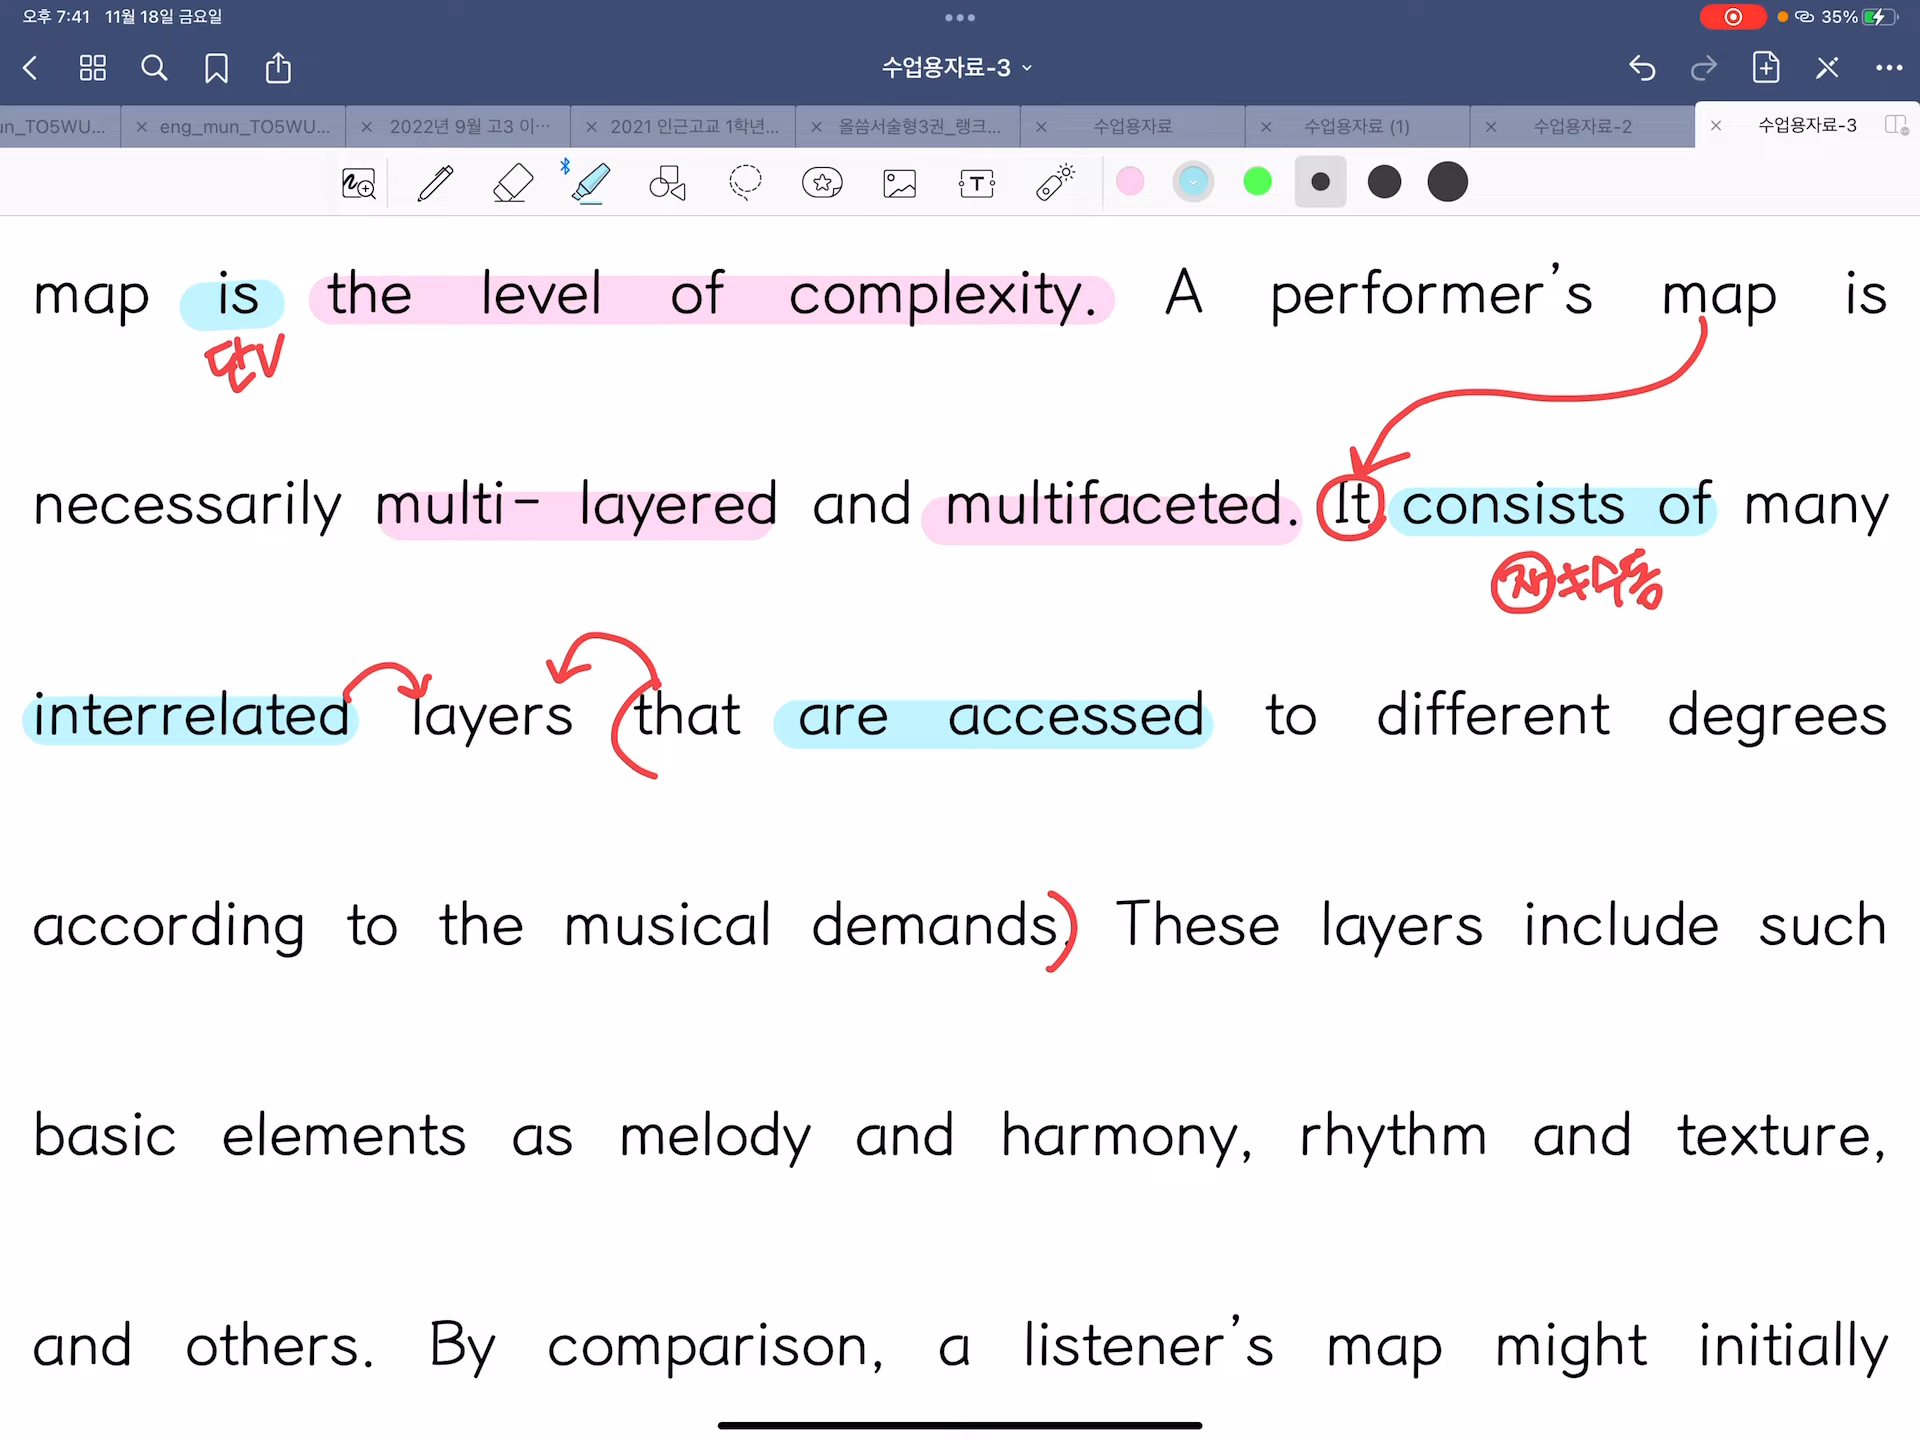 오후 7:41 11월 18일 금요일
35%
수업용자료-3
un_TO5WU... eng_mun_TO5WU... 2022년 9월 고3 이... 2021 인근고교 1학년,... 올씀서술형3권_랭크... 수업용자료 수업용자료 (1) 수업용자료-2 수업용자료-3
map is the level of complexity. A performer's map is
단V
necessarily multi- layered and multifaceted. It consists of many
자 수동
interrelated layers that are accessed to different degrees
according to the musical demands. These layers include such
basic elements as melody and harmony, rhythm and texture,
and others. By comparison, a listener's map might initially